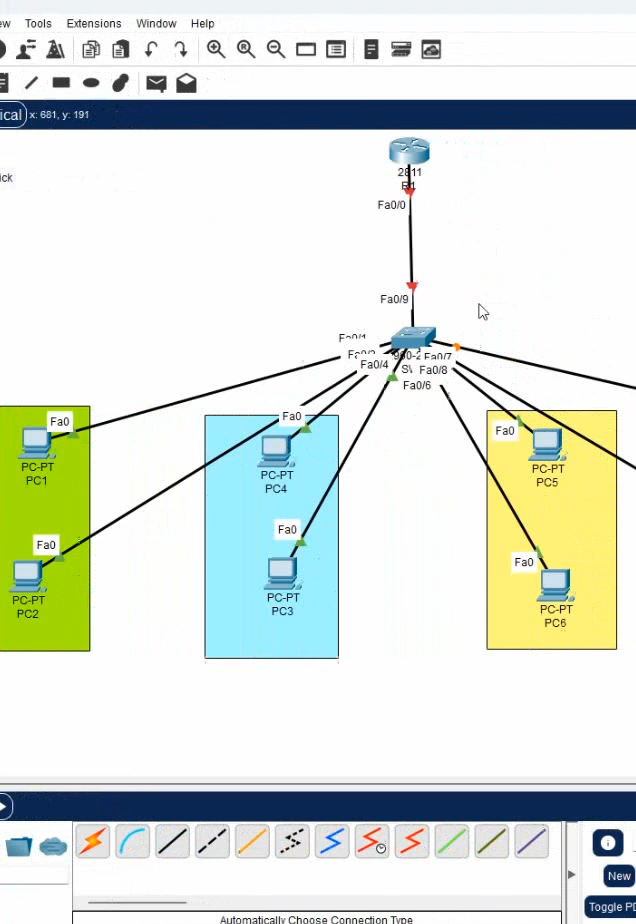 ew Tools Extensions Window Help
ical x: 681, y: 191
ick
2811
R1
Fa0/0
Fa0/9
Fa0/1
Fa0/2
Fa0/4
Fa0/7
Fa0/8
Fa0/6
Fa0
PC-PT
PC1
Fa0
PC-PT
PC2
Fa0
PC-PT
PC4
Fa0
PC-PT
PC3
Fa0
PC-PT
PC5
Fa0
PC-PT
PC6
New
Toggle PD
Automatically Choose Connection Type